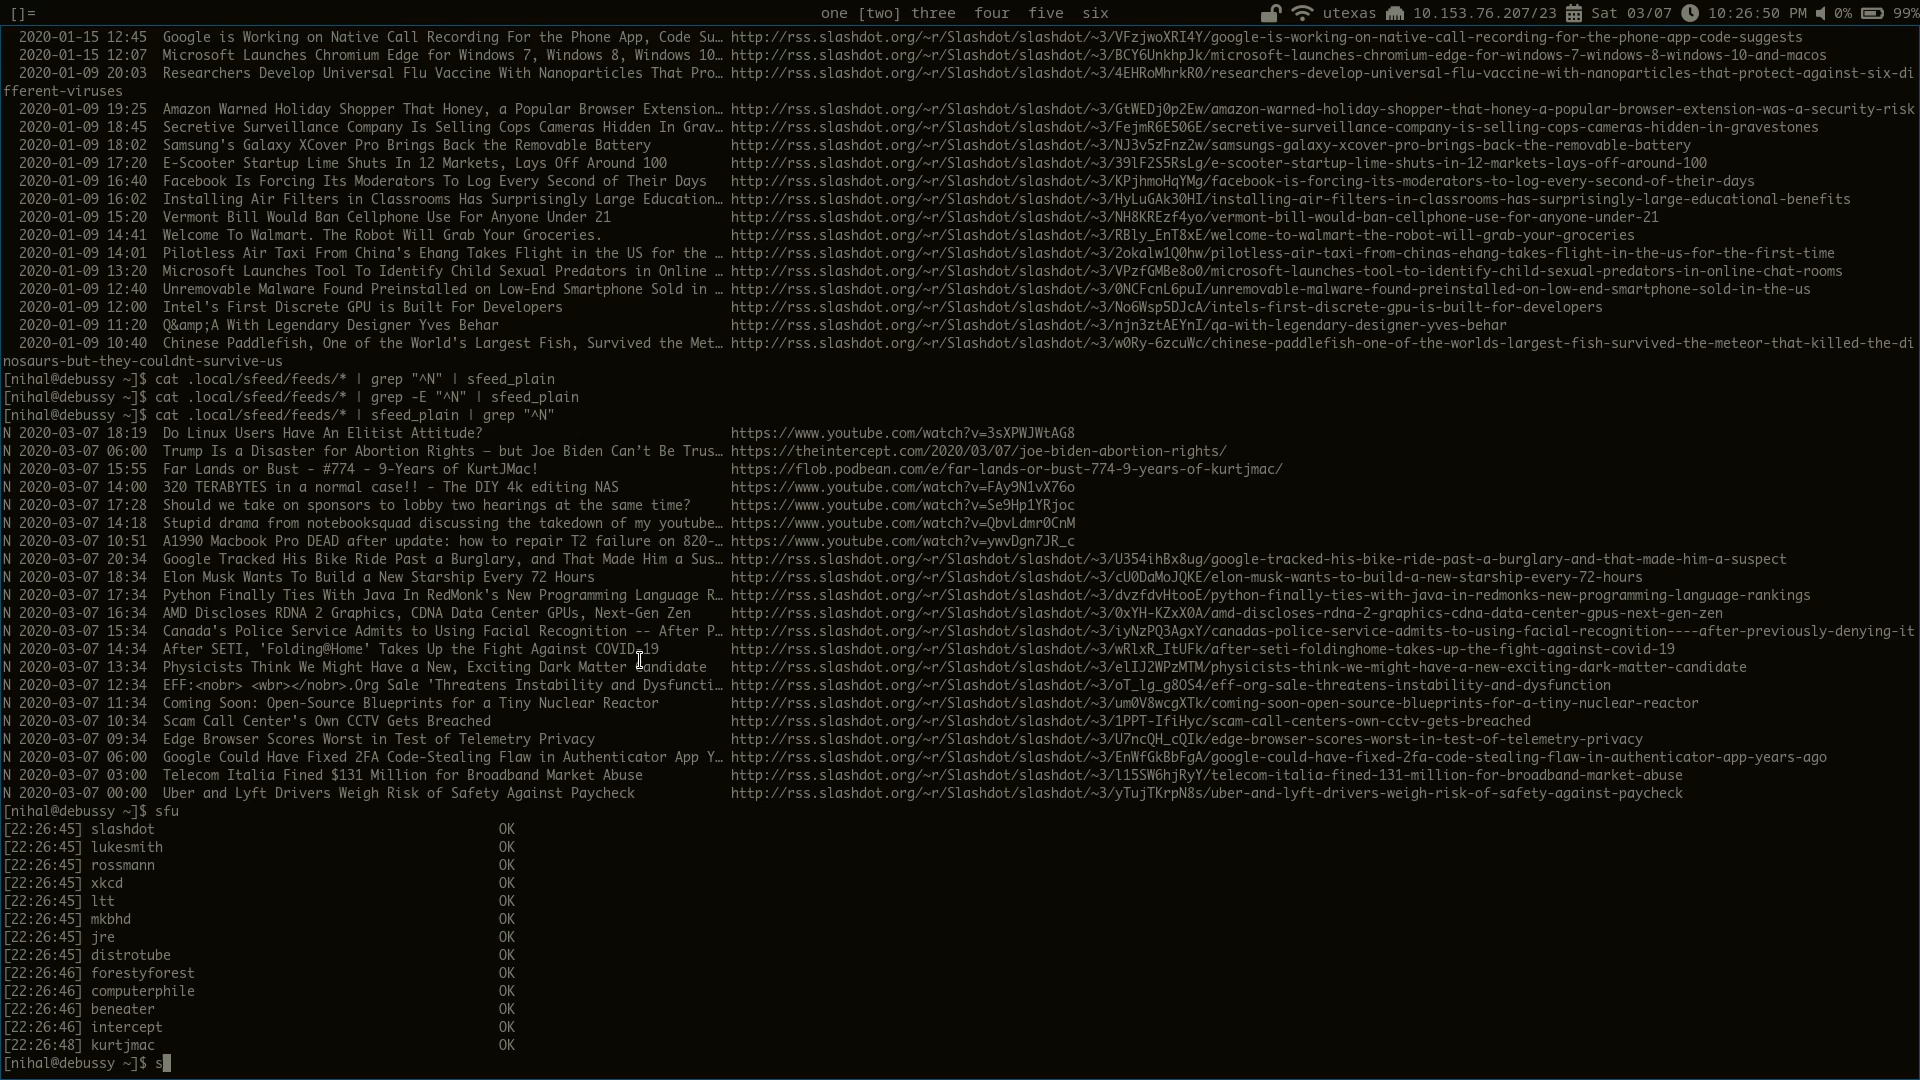 []= one [two] three four five six utexas 10.153.76.207/23 Sat 03/07 10:26:50 PM 0% 99%
2020-01-15 12:45 Google is Working on Native Call Recording For the Phone App, Code Su… http://rss.slashdot.org/~r/Slashdot/slashdot/~3/VFzjwoXRI4Y/google-is-working-on-native-call-recording-for-the-phone-app-code-suggests
2020-01-15 12:07 Microsoft Launches Chromium Edge for Windows 7, Windows 8, Windows 10… http://rss.slashdot.org/~r/Slashdot/slashdot/~3/BCY6UnkhpJk/microsoft-launches-chromium-edge-for-windows-7-windows-8-windows-10-and-macos
2020-01-09 20:03 Researchers Develop Universal Flu Vaccine With Nanoparticles That Pro… http://rss.slashdot.org/~r/Slashdot/slashdot/~3/4EHRoMhrkR0/researchers-develop-universal-flu-vaccine-with-nanoparticles-that-protect-against-six-di
fferent-viruses
2020-01-09 19:25 Amazon Warned Holiday Shopper That Honey, a Popular Browser Extension… http://rss.slashdot.org/~r/Slashdot/slashdot/~3/GtWEDj0p2Ew/amazon-warned-holiday-shopper-that-honey-a-popular-browser-extension-was-a-security-risk
2020-01-09 18:45 Secretive Surveillance Company Is Selling Cops Cameras Hidden In Grav… http://rss.slashdot.org/~r/Slashdot/slashdot/~3/FejmR6E506E/secretive-surveillance-company-is-selling-cops-cameras-hidden-in-gravestones
2020-01-09 18:02 Samsung's Galaxy XCover Pro Brings Back the Removable Battery http://rss.slashdot.org/~r/Slashdot/slashdot/~3/NJ3v5zFnz2w/samsungs-galaxy-xcover-pro-brings-back-the-removable-battery
2020-01-09 17:20 E-Scooter Startup Lime Shuts In 12 Markets, Lays Off Around 100 http://rss.slashdot.org/~r/Slashdot/slashdot/~3/39lF2S5RsLg/e-scooter-startup-lime-shuts-in-12-markets-lays-off-around-100
2020-01-09 16:40 Facebook Is Forcing Its Moderators To Log Every Second of Their Days http://rss.slashdot.org/~r/Slashdot/slashdot/~3/KPjhmoHqYMg/facebook-is-forcing-its-moderators-to-log-every-second-of-their-days
2020-01-09 16:02 Installing Air Filters in Classrooms Has Surprisingly Large Education… http://rss.slashdot.org/~r/Slashdot/slashdot/~3/HyLuGAk30HI/installing-air-filters-in-classrooms-has-surprisingly-large-educational-benefits
2020-01-09 15:20 Vermont Bill Would Ban Cellphone Use For Anyone Under 21 http://rss.slashdot.org/~r/Slashdot/slashdot/~3/NH8KREzf4yo/vermont-bill-would-ban-cellphone-use-for-anyone-under-21
2020-01-09 14:41 Welcome To Walmart. The Robot Will Grab Your Groceries. http://rss.slashdot.org/~r/Slashdot/slashdot/~3/RBly_EnT8xE/welcome-to-walmart-the-robot-will-grab-your-groceries
2020-01-09 14:01 Pilotless Air Taxi From China's Ehang Takes Flight in the US for the … http://rss.slashdot.org/~r/Slashdot/slashdot/~3/2okalw1Q0hw/pilotless-air-taxi-from-chinas-ehang-takes-flight-in-the-us-for-the-first-time
2020-01-09 13:20 Microsoft Launches Tool To Identify Child Sexual Predators in Online … http://rss.slashdot.org/~r/Slashdot/slashdot/~3/VPzfGMBe8o0/microsoft-launches-tool-to-identify-child-sexual-predators-in-online-chat-rooms
2020-01-09 12:40 Unremovable Malware Found Preinstalled on Low-End Smartphone Sold in … http://rss.slashdot.org/~r/Slashdot/slashdot/~3/0NCFcnL6puI/unremovable-malware-found-preinstalled-on-low-end-smartphone-sold-in-the-us
2020-01-09 12:00 Intel's First Discrete GPU is Built For Developers http://rss.slashdot.org/~r/Slashdot/slashdot/~3/No6Wsp5DJcA/intels-first-discrete-gpu-is-built-for-developers
2020-01-09 11:20 Q&amp;A With Legendary Designer Yves Behar http://rss.slashdot.org/~r/Slashdot/slashdot/~3/njn3ztAEYnI/qa-with-legendary-designer-yves-behar
2020-01-09 10:40 Chinese Paddlefish, One of the World's Largest Fish, Survived the Met… http://rss.slashdot.org/~r/Slashdot/slashdot/~3/w0Ry-6zcuWc/chinese-paddlefish-one-of-the-worlds-largest-fish-survived-the-meteor-that-killed-the-di
nosaurs-but-they-couldnt-survive-us
[nihal@debussy ~]$ cat .local/sfeed/feeds/* | grep "^N" | sfeed_plain
[nihal@debussy ~]$ cat .local/sfeed/feeds/* | grep -E "^N" | sfeed_plain
[nihal@debussy ~]$ cat .local/sfeed/feeds/* | sfeed_plain | grep "^N"
N 2020-03-07 18:19 Do Linux Users Have An Elitist Attitude? https://www.youtube.com/watch?v=3sXPWJWtAG8
N 2020-03-07 06:00 Trump Is a Disaster for Abortion Rights — but Joe Biden Can’t Be Trus… https://theintercept.com/2020/03/07/joe-biden-abortion-rights/
N 2020-03-07 15:55 Far Lands or Bust - #774 - 9-Years of KurtJMac! https://flob.podbean.com/e/far-lands-or-bust-774-9-years-of-kurtjmac/
N 2020-03-07 14:00 320 TERABYTES in a normal case!! - The DIY 4k editing NAS https://www.youtube.com/watch?v=FAy9N1vX76o
N 2020-03-07 17:28 Should we take on sponsors to lobby two hearings at the same time? https://www.youtube.com/watch?v=Se9Hp1YRjoc
N 2020-03-07 14:18 Stupid drama from notebooksquad discussing the takedown of my youtube… https://www.youtube.com/watch?v=QbvLdmr0CnM
N 2020-03-07 10:51 A1990 Macbook Pro DEAD after update: how to repair T2 failure on 820-… https://www.youtube.com/watch?v=ywvDgn7JR_c
N 2020-03-07 20:34 Google Tracked His Bike Ride Past a Burglary, and That Made Him a Sus… http://rss.slashdot.org/~r/Slashdot/slashdot/~3/U354ihBx8ug/google-tracked-his-bike-ride-past-a-burglary-and-that-made-him-a-suspect
N 2020-03-07 18:34 Elon Musk Wants To Build a New Starship Every 72 Hours http://rss.slashdot.org/~r/Slashdot/slashdot/~3/cU0DaMoJQKE/elon-musk-wants-to-build-a-new-starship-every-72-hours
N 2020-03-07 17:34 Python Finally Ties With Java In RedMonk's New Programming Language R… http://rss.slashdot.org/~r/Slashdot/slashdot/~3/dvzfdvHtooE/python-finally-ties-with-java-in-redmonks-new-programming-language-rankings
N 2020-03-07 16:34 AMD Discloses RDNA 2 Graphics, CDNA Data Center GPUs, Next-Gen Zen http://rss.slashdot.org/~r/Slashdot/slashdot/~3/0xYH-KZxX0A/amd-discloses-rdna-2-graphics-cdna-data-center-gpus-next-gen-zen
N 2020-03-07 15:34 Canada's Police Service Admits to Using Facial Recognition -- After P… http://rss.slashdot.org/~r/Slashdot/slashdot/~3/iyNzPQ3AgxY/canadas-police-service-admits-to-using-facial-recognition----after-previously-denying-it
N 2020-03-07 14:34 After SETI, 'Folding@Home' Takes Up the Fight Against COVID-19 http://rss.slashdot.org/~r/Slashdot/slashdot/~3/wRlxR_ItUFk/after-seti-foldinghome-takes-up-the-fight-against-covid-19
N 2020-03-07 13:34 Physicists Think We Might Have a New, Exciting Dark Matter Candidate http://rss.slashdot.org/~r/Slashdot/slashdot/~3/elIJ2WPzMTM/physicists-think-we-might-have-a-new-exciting-dark-matter-candidate
N 2020-03-07 12:34 EFF:<nobr> <wbr></nobr>.Org Sale 'Threatens Instability and Dysfuncti… http://rss.slashdot.org/~r/Slashdot/slashdot/~3/oT_lg_g8OS4/eff-org-sale-threatens-instability-and-dysfunction
N 2020-03-07 11:34 Coming Soon: Open-Source Blueprints for a Tiny Nuclear Reactor http://rss.slashdot.org/~r/Slashdot/slashdot/~3/um0V8wcgXTk/coming-soon-open-source-blueprints-for-a-tiny-nuclear-reactor
N 2020-03-07 10:34 Scam Call Center's Own CCTV Gets Breached http://rss.slashdot.org/~r/Slashdot/slashdot/~3/1PPT-IfiHyc/scam-call-centers-own-cctv-gets-breached
N 2020-03-07 09:34 Edge Browser Scores Worst in Test of Telemetry Privacy http://rss.slashdot.org/~r/Slashdot/slashdot/~3/U7ncQH_cQIk/edge-browser-scores-worst-in-test-of-telemetry-privacy
N 2020-03-07 06:00 Google Could Have Fixed 2FA Code-Stealing Flaw in Authenticator App Y… http://rss.slashdot.org/~r/Slashdot/slashdot/~3/EnWfGkBbFgA/google-could-have-fixed-2fa-code-stealing-flaw-in-authenticator-app-years-ago
N 2020-03-07 03:00 Telecom Italia Fined $131 Million for Broadband Market Abuse http://rss.slashdot.org/~r/Slashdot/slashdot/~3/l15SW6hjRyY/telecom-italia-fined-131-million-for-broadband-market-abuse
N 2020-03-07 00:00 Uber and Lyft Drivers Weigh Risk of Safety Against Paycheck http://rss.slashdot.org/~r/Slashdot/slashdot/~3/yTujTKrpN8s/uber-and-lyft-drivers-weigh-risk-of-safety-against-paycheck
[nihal@debussy ~]$ sfu
[22:26:45] slashdot OK
[22:26:45] lukesmith OK
[22:26:45] rossmann OK
[22:26:45] xkcd OK
[22:26:45] ltt OK
[22:26:45] mkbhd OK
[22:26:45] jre OK
[22:26:45] distrotube OK
[22:26:46] forestyforest OK
[22:26:46] computerphile OK
[22:26:46] beneater OK
[22:26:46] intercept OK
[22:26:48] kurtjmac OK
[nihal@debussy ~]$ s